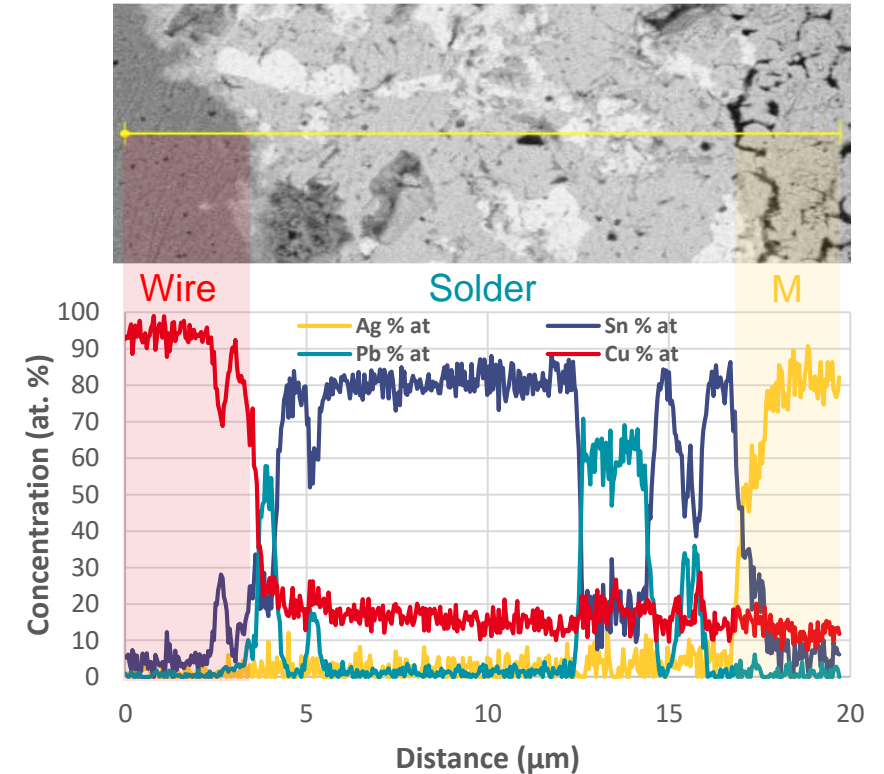 Wire Solder M
Ag % at Sn % at
Pb % at Cu % at
100
90
80
70
60
50
40
30
20
10
0
Concentration (at. %)
0 5 10 15 20
Distance (μm)